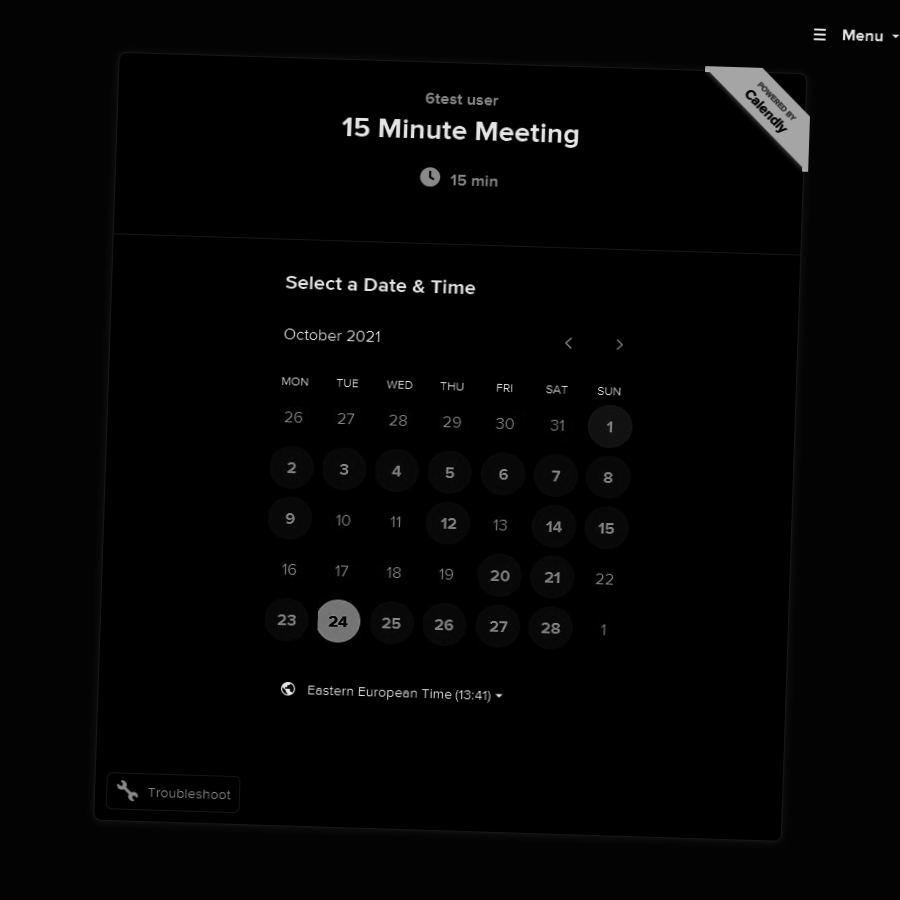 ☰ Menu
POWERED BY
Calendly
6test user
15 Minute Meeting
15 min
Select a Date & Time
October 2021
MON TUE WED THU FRI SAT SUN
26 27 28 29 30 31 1
2 3 4 5 6 7 8
9 10 11 12 13 14 15
16 17 18 19 20 21 22
23 24 25 26 27 28 1
Eastern European Time (13:41)
Troubleshoot